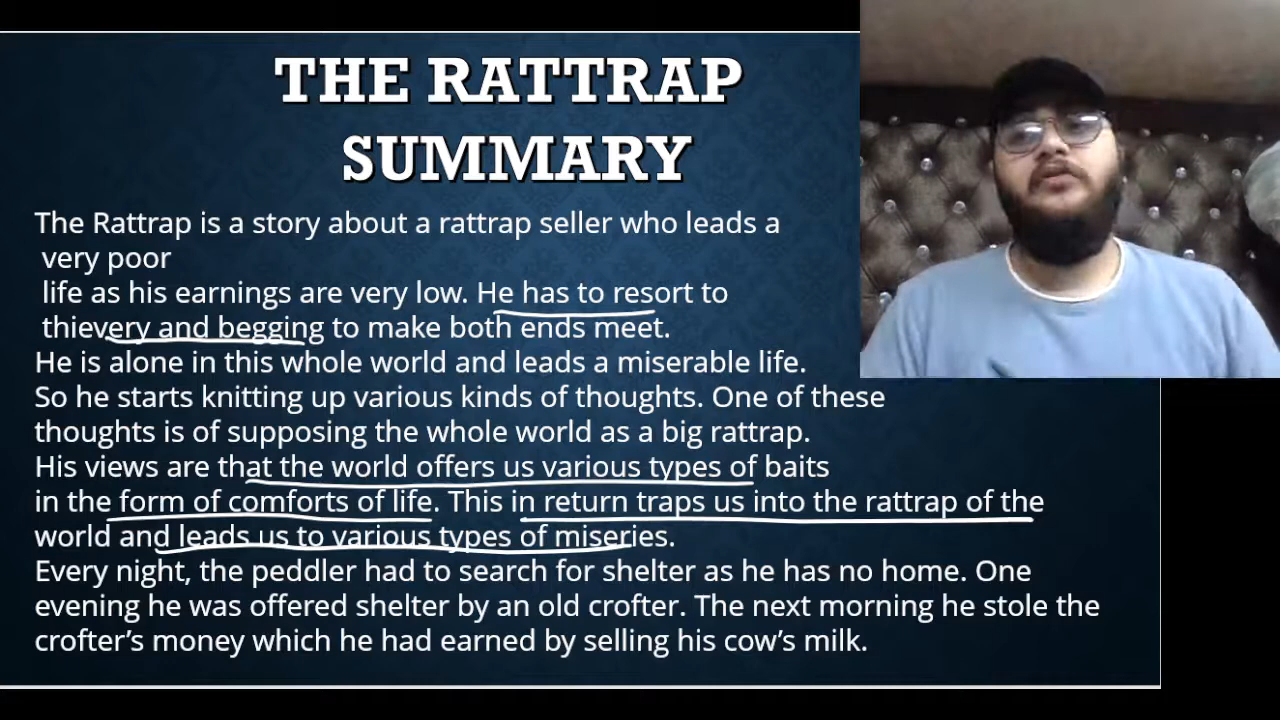 THE RATTRAP
SUMMARY
The Rattrap is a story about a rattrap seller who leads a
very poor
life as his earnings are very low. He has to resort to
thievery and begging to make both ends meet.
He is alone in this whole world and leads a miserable life.
So he starts knitting up various kinds of thoughts. One of these
thoughts is of supposing the whole world as a big rattrap.
His views are that the world offers us various types of baits
in the form of comforts of life. This in return traps us into the rattrap of the
world and leads us to various types of miseries.
Every night, the peddler had to search for shelter as he has no home. One
evening he was offered shelter by an old crofter. The next morning he stole the
crofter’s money which he had earned by selling his cow’s milk.